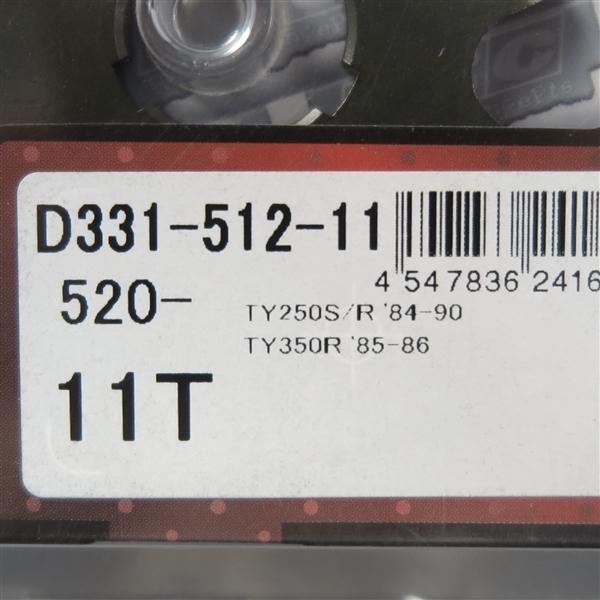 D331-512-11
4 547836 2416
520-
TY250S/R '84-90
TY350R '85-86
11T